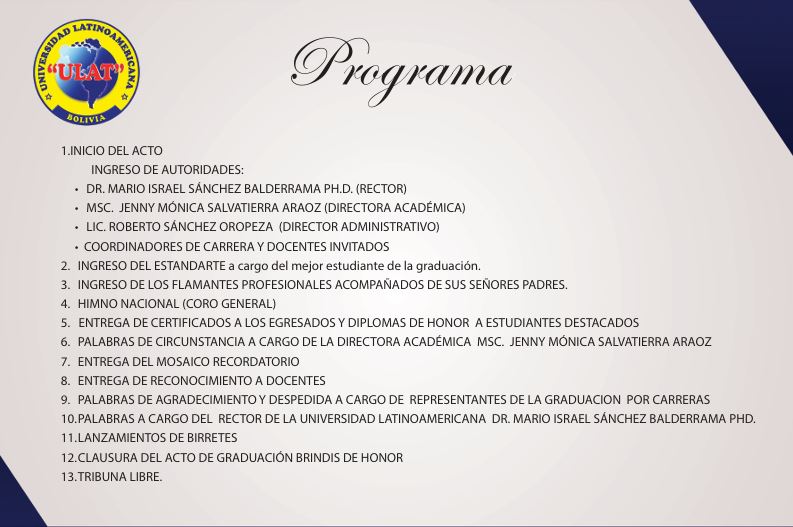 UNIVERSIDAD LATINOAMERICANA
"ULAT"
BOLIVIA
Programa
1.INICIO DEL ACTO
INGRESO DE AUTORIDADES:
• DR. MARIO ISRAEL SÁNCHEZ BALDERRAMA PH.D. (RECTOR)
• MSC. JENNY MÓNICA SALVATIERRA ARAOZ (DIRECTORA ACADÉMICA)
• LIC. ROBERTO SÁNCHEZ OROPEZA (DIRECTOR ADMINISTRATIVO)
• COORDINADORES DE CARRERA Y DOCENTES INVITADOS
2. INGRESO DEL ESTANDARTE a cargo del mejor estudiante de la graduación.
3. INGRESO DE LOS FLAMANTES PROFESIONALES ACOMPAÑADOS DE SUS SEÑORES PADRES.
4. HIMNO NACIONAL (CORO GENERAL)
5. ENTREGA DE CERTIFICADOS A LOS EGRESADOS Y DIPLOMAS DE HONOR A ESTUDIANTES DESTACADOS
6. PALABRAS DE CIRCUNSTANCIA A CARGO DE LA DIRECTORA ACADÉMICA MSC. JENNY MÓNICA SALVATIERRA ARAOZ
7. ENTREGA DEL MOSAICO RECORDATORIO
8. ENTREGA DE RECONOCIMIENTO A DOCENTES
9. PALABRAS DE AGRADECIMIENTO Y DESPEDIDA A CARGO DE REPRESENTANTES DE LA GRADUACION POR CARRERAS
10.PALABRAS A CARGO DEL RECTOR DE LA UNIVERSIDAD LATINOAMERICANA DR. MARIO ISRAEL SÁNCHEZ BALDERRAMA PHD.
11.LANZAMIENTOS DE BIRRETES
12.CLAUSURA DEL ACTO DE GRADUACIÓN BRINDIS DE HONOR
13.TRIBUNA LIBRE.